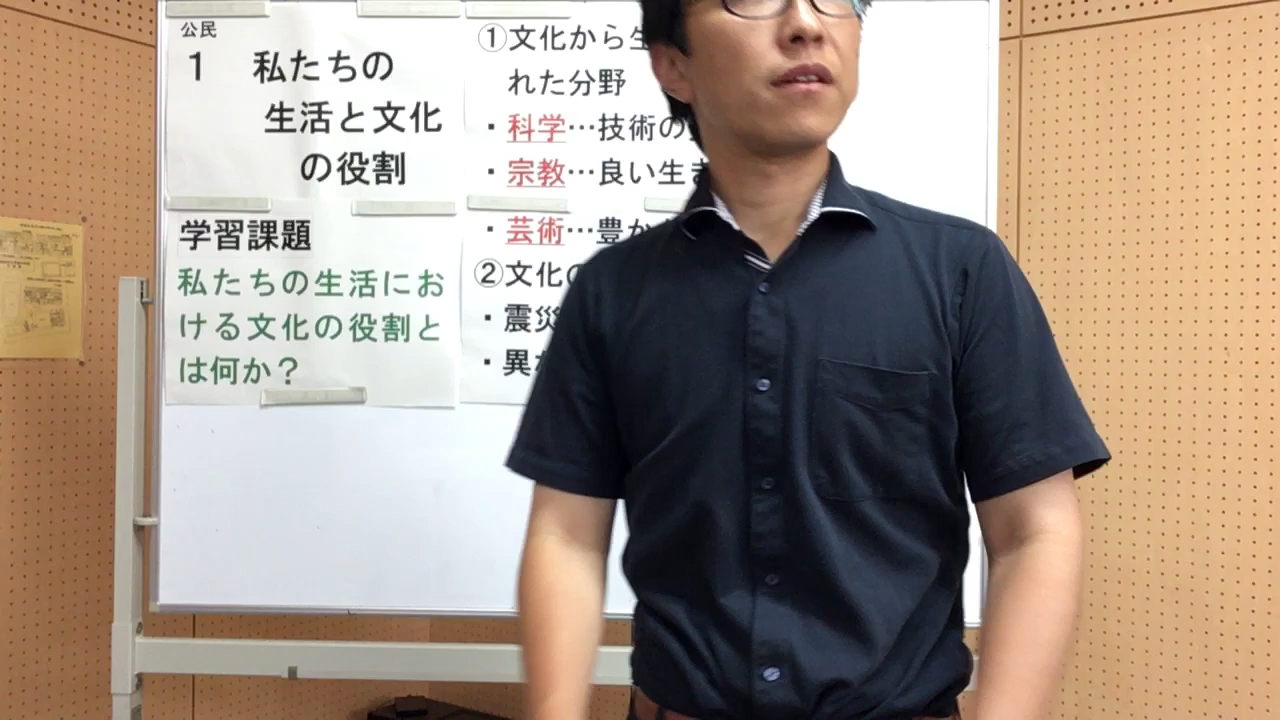 公民
1 私たちの
生活と文化
の役割
学習課題
私たちの生活にお
ける文化の役割と
は何か?
①文化から生
れた分野
・科学…技術の
・宗教…良い生き
・芸術…豊か
②文化の
・震災
・異な